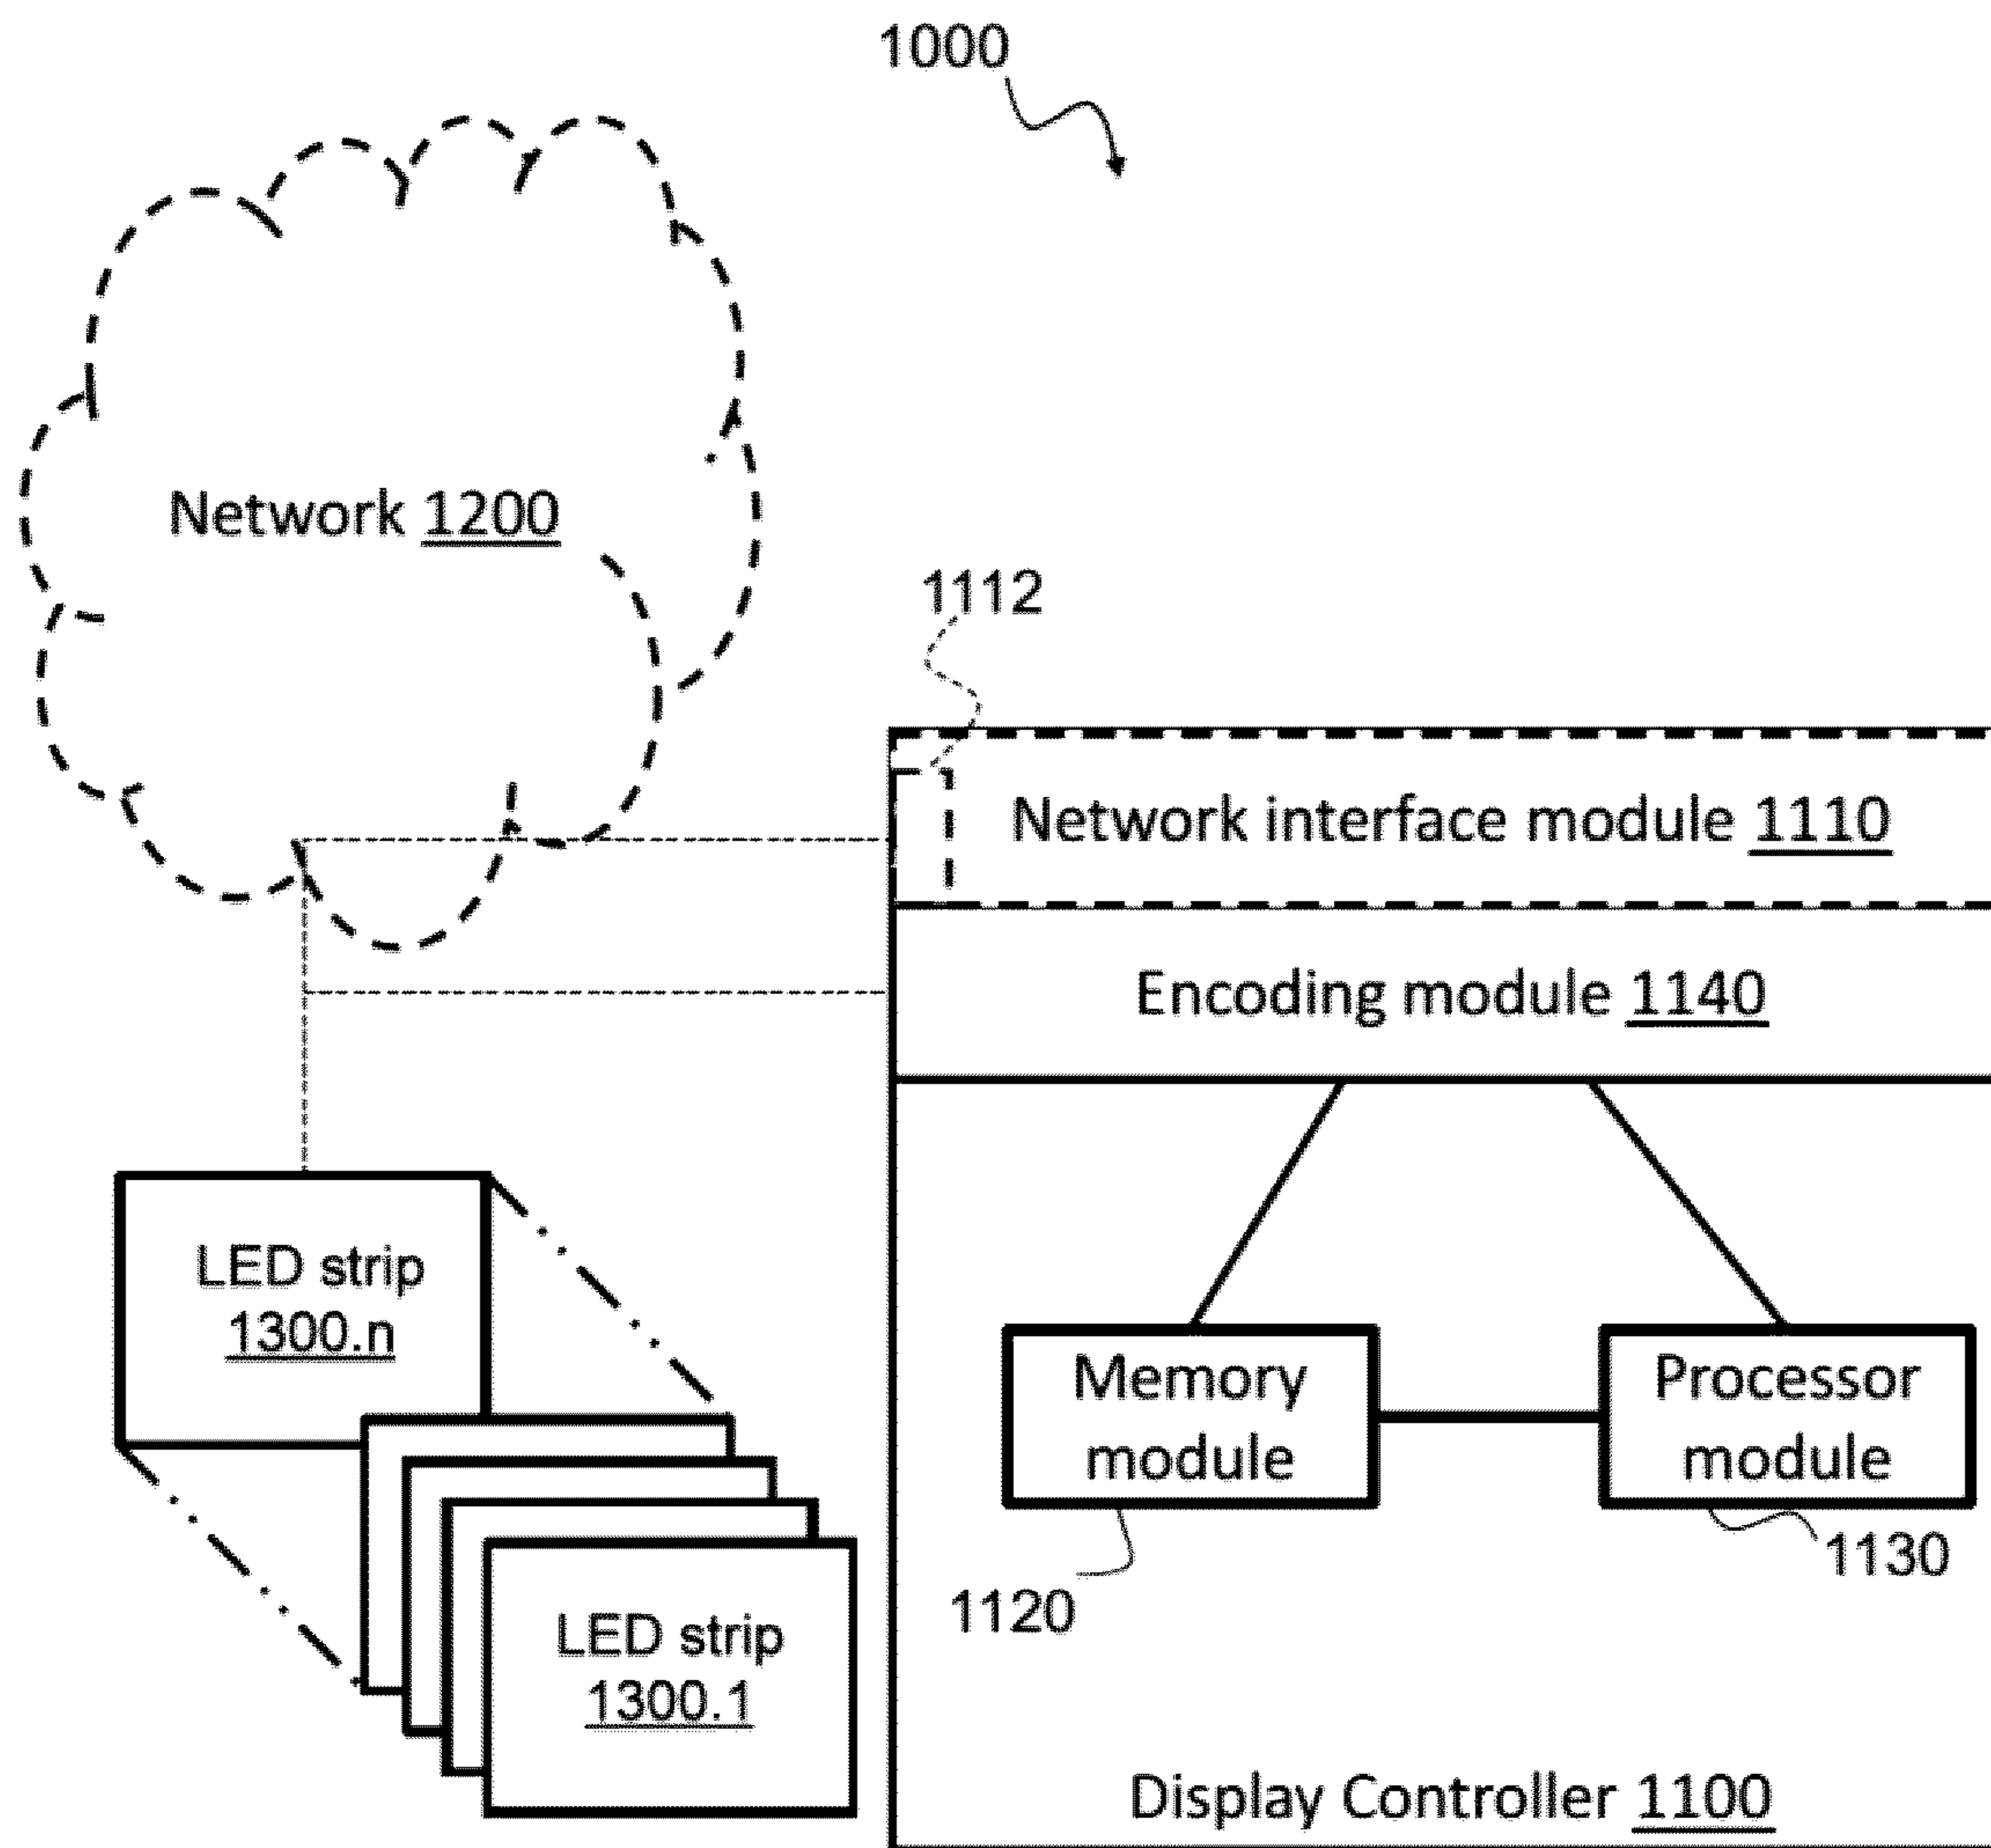 1000
Network 1200
1112
Network interface module 1110
Encoding module 1140
LED strip
1300.n
Memory
module
Processor
module
1130
1120
LED strip
1300.1
Display Controller 1100